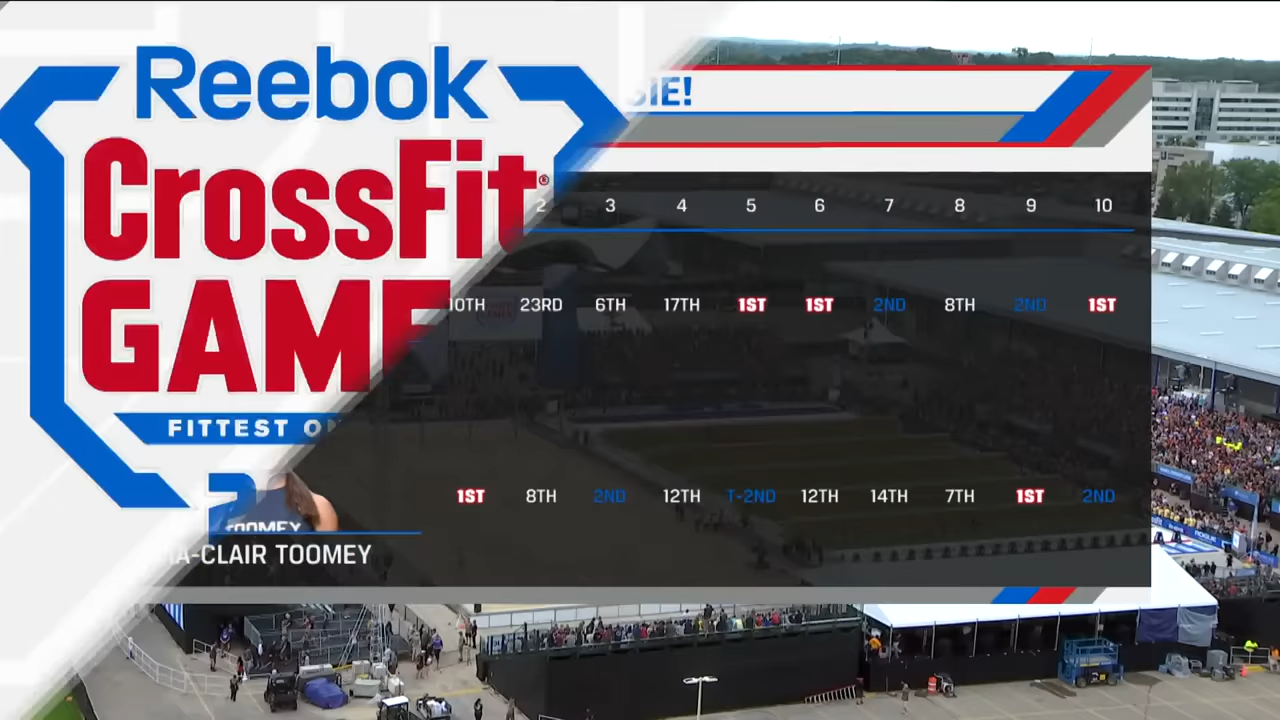 Reebok
SIE!
CrossFit®
GAME
FITTEST O
2 3 4 5 6 7 8 9 10
10TH 23RD 6TH 17TH 1ST 1ST 2ND 8TH 2ND 1ST
1ST 8TH 2ND 12TH T-2ND 12TH 14TH 7TH 1ST 2ND
TOOMEY
IA-CLAIR TOOMEY